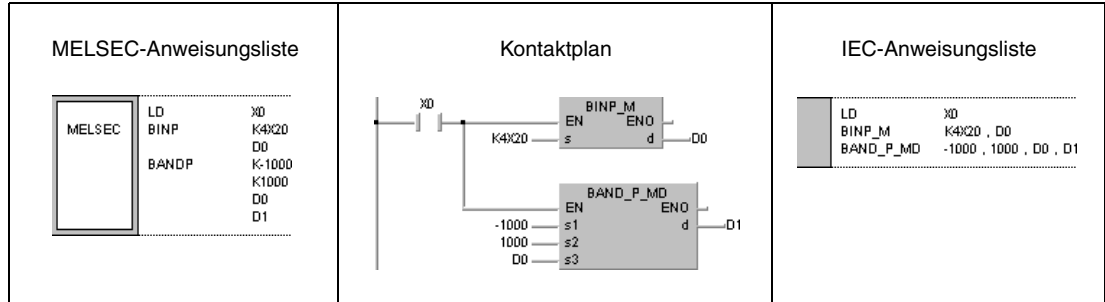 MELSEC-Anweisungsliste
MELSEC
LD X0
BINP K4X20
D0
BANDP K-1000
K1000
D0
D1
Kontaktplan
X0
BINP_M
EN ENO
K4X20 s d D0
BAND_P_MD
EN ENO
-1000 s1 d D1
1000 s2
D0 s3
IEC-Anweisungsliste
LD X0
BINP_M K4X20 , D0
BAND_P_MD -1000 , 1000 , D0 , D1